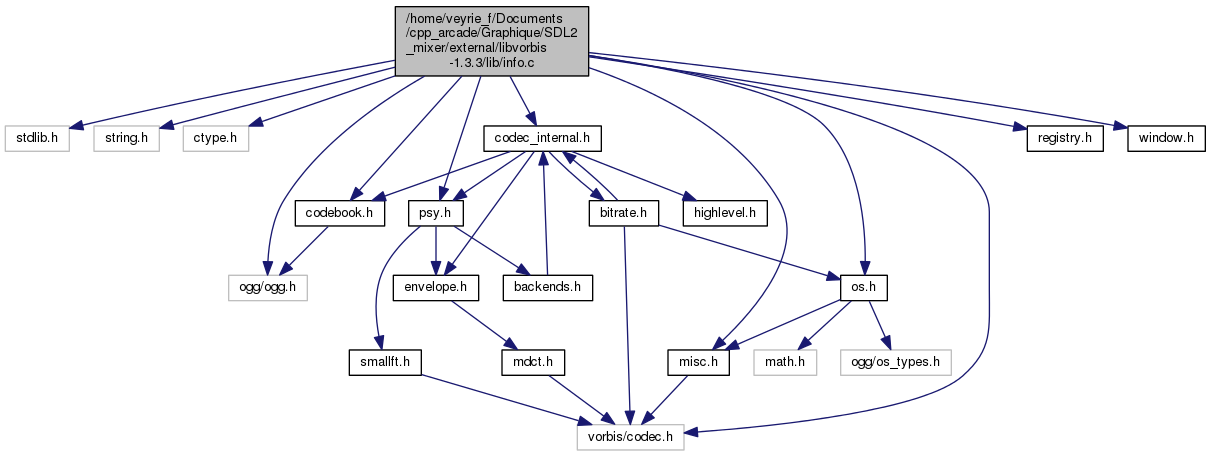 /home/veyrie_f/Documents
/cpp_arcade/Graphique/SDL2
_mixer/external/libvorbis
-1.3.3/lib/info.c
stdlib.h
string.h
ctype.h
codec_internal.h
registry.h
window.h
codebook.h
psy.h
bitrate.h
highlevel.h
ogg/ogg.h
envelope.h
backends.h
os.h
smallft.h
mdct.h
misc.h
math.h
ogg/os_types.h
vorbis/codec.h